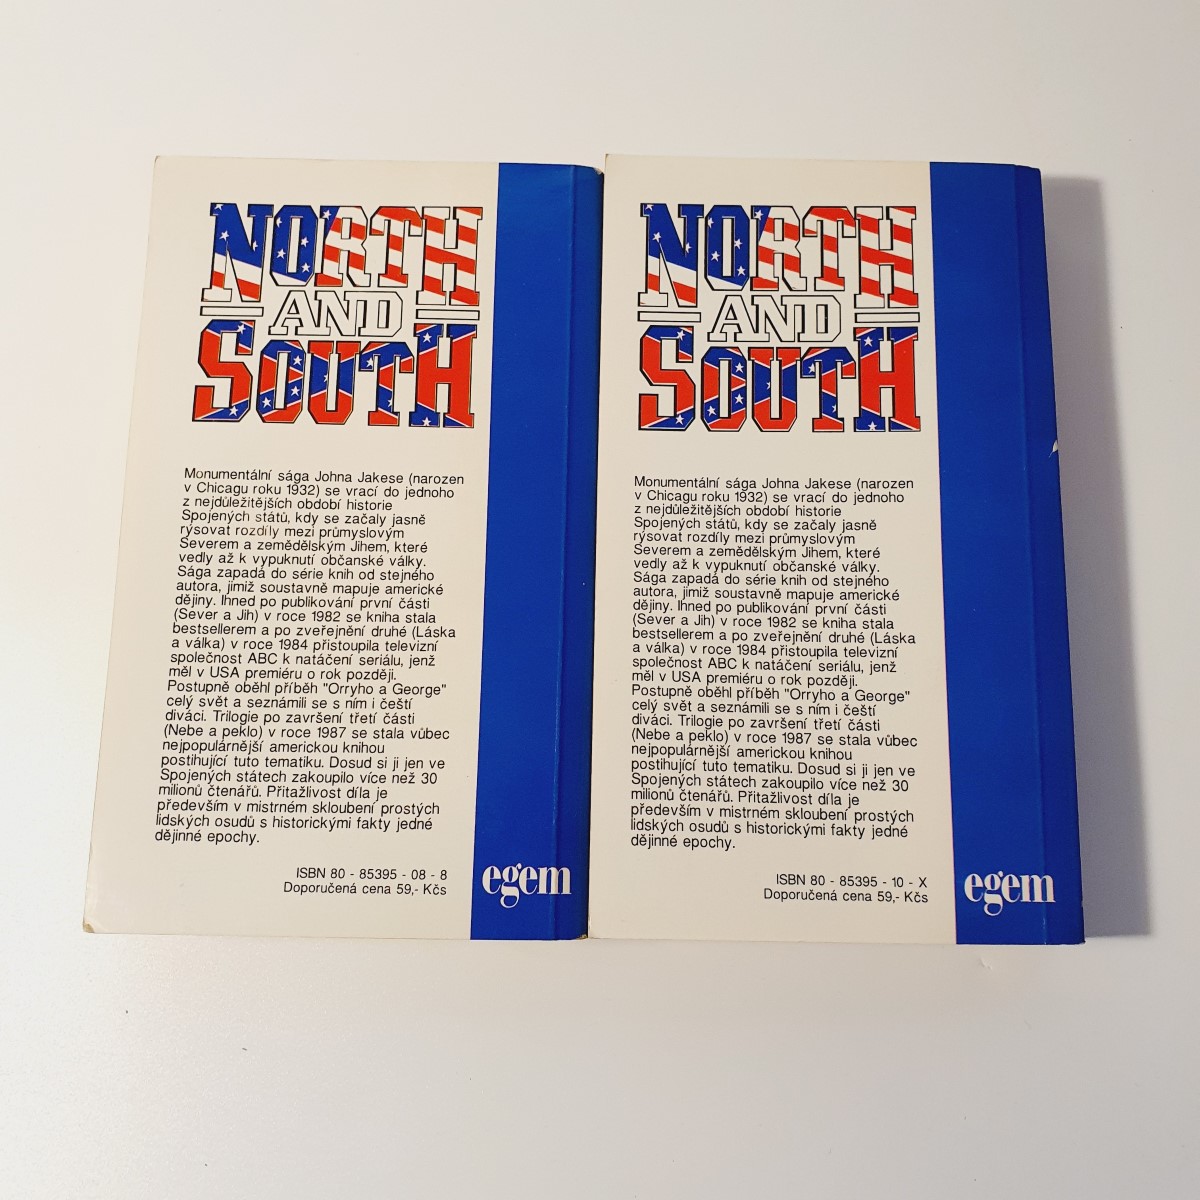 NORTH
AND
SOUTH
Monumentální sága Johna Jakese (narozen
v Chicagu roku 1932) se vrací do jednoho
z nejdůležitějších období historie
Spojených států, kdy se začaly jasně
rýsovat rozdíly mezi průmyslovým
Severem a zemědělským Jihem, které
vedly až k vypuknutí občanské války.
Sága zapadá do série knih od stejného
autora, jimiž soustavně mapuje americké
dějiny. Ihned po publikování první části
(Sever a Jih) v roce 1982 se kniha stala
bestsellerem a po zveřejnění druhé (Láska
a válka) v roce 1984 přistoupila televizní
společnost ABC k natáčení seriálu, jenž
měl v USA premiéru o rok později.
Postupně oběhl příběh "Orryho a George"
celý svět a seznámili se s ním i čeští
diváci. Trilogie po završení třetí části
(Nebe a peklo) v roce 1987 se stala vůbec
nejpopulárnější americkou knihou
postihující tuto tematiku. Dosud si ji jen ve
Spojených státech zakoupilo více než 30
milionů čtenářů. Přitažlivost díla je
především v mistrném skloubení prostých
lidských osudů s historickými fakty jedné
dějinné epochy.
ISBN 80 - 85395 - 08 - 8
Doporučená cena 59,- Kčs
egem
NORTH
AND
SOUTH
Monumentální sága Johna Jakese (narozen
v Chicagu roku 1932) se vrací do jednoho
z nejdůležitějších období historie
Spojených států, kdy se začaly jasně
rýsovat rozdíly mezi průmyslovým
Severem a zemědělským Jihem, které
vedly až k vypuknutí občanské války.
Sága zapadá do série knih od stejného
autora, jimiž soustavně mapuje americké
dějiny. Ihned po publikování první části
(Sever a Jih) v roce 1982 se kniha stala
bestsellerem a po zveřejnění druhé (Láska
a válka) v roce 1984 přistoupila televizní
společnost ABC k natáčení seriálu, jenž
měl v USA premiéru o rok později.
Postupně oběhl příběh "Orryho a George"
celý svět a seznámili se s ním i čeští
diváci. Trilogie po završení třetí části
(Nebe a peklo) v roce 1987 se stala vůbec
nejpopulárnější americkou knihou
postihující tuto tematiku. Dosud si ji jen ve
Spojených státech zakoupilo více než 30
milionů čtenářů. Přitažlivost díla je
především v mistrném skloubení prostých
lidských osudů s historickými fakty jedné
dějinné epochy.
ISBN 80 - 85395 - 10 - X
Doporučená cena 59,- Kčs
egem